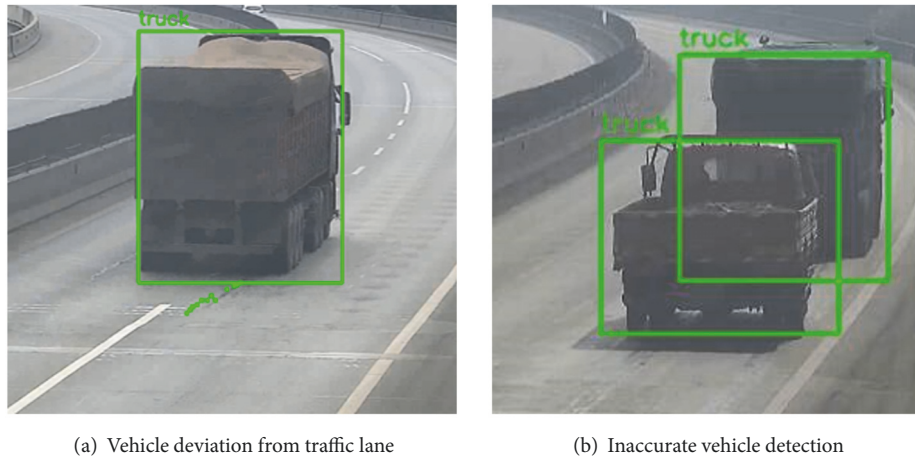 truck
truck
truck
(a) Vehicle deviation from traffic lane
(b) Inaccurate vehicle detection